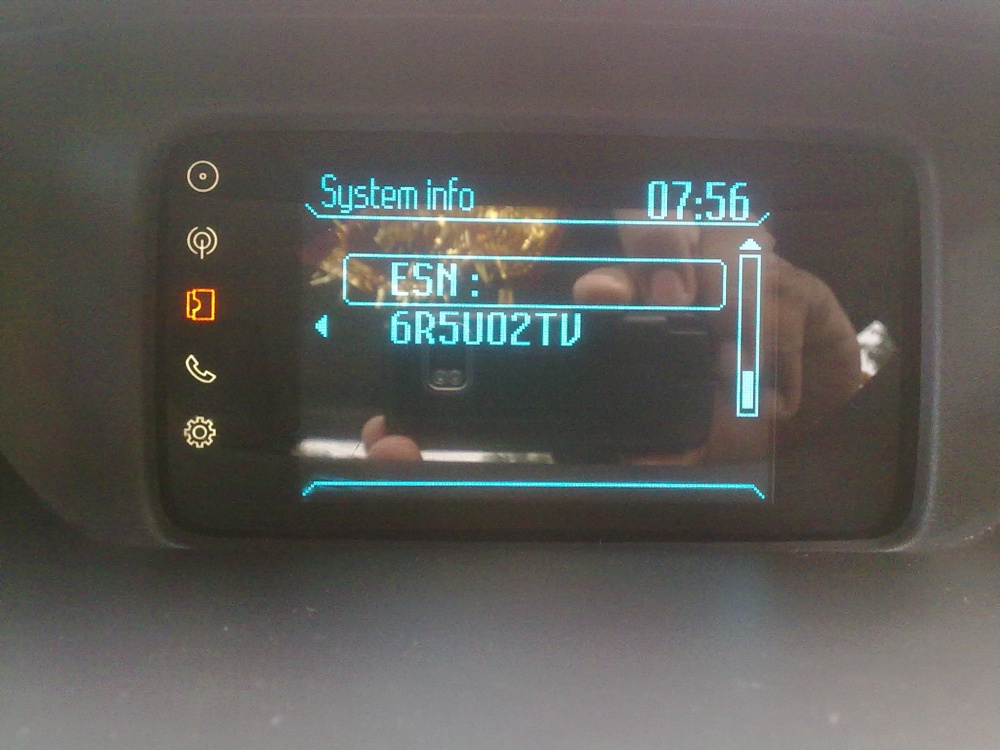 System info
07:56
ESN :
6R5U02TV